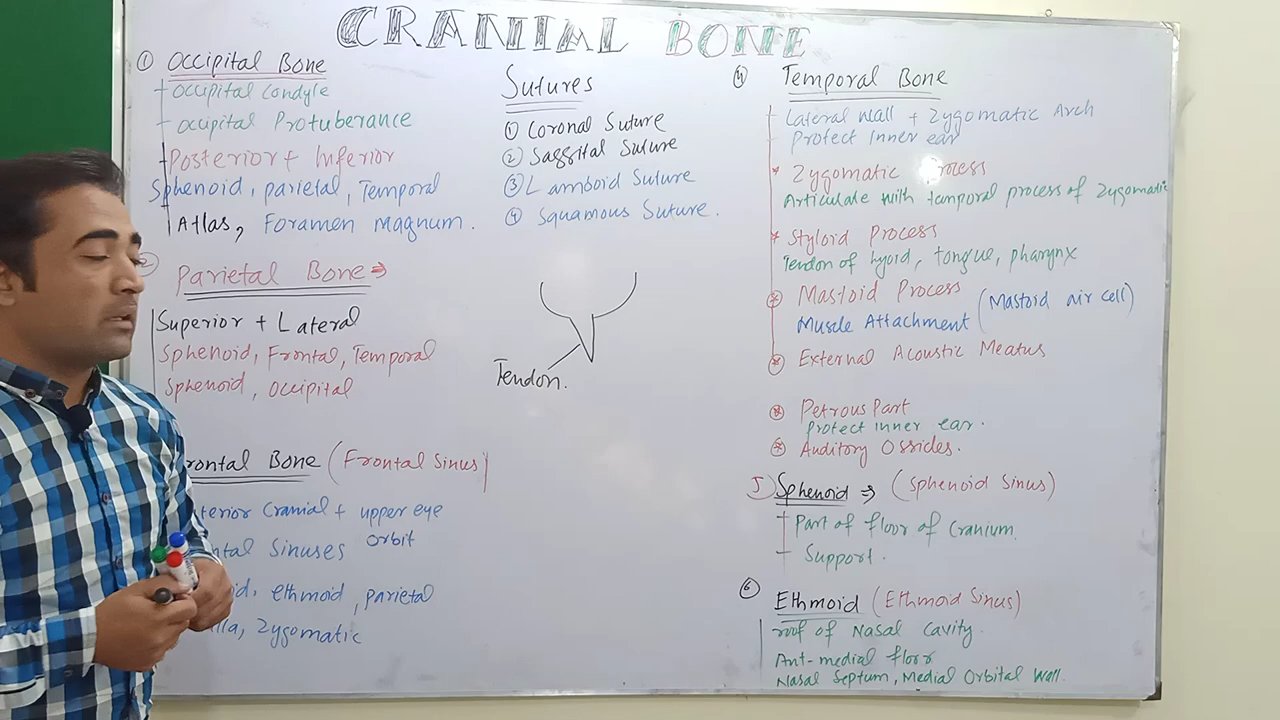 CRANIAL BONE
① Occipital Bone
Occipital Condyle
Occipital Protuberance
Posterior + Inferior
Sphenoid, parietal, Temporal
Atlas, Foramen Magnum.
Parietal Bone ⇒
Superior + Lateral
Sphenoid, Frontal, Temporal
Sphenoid, Occipital
rontal Bone (Frontal Sinus)
terior Cranial + upper eye
orbit
ntal Sinuses
id, ethmoid, parietal
lla, Zygomatic
Sutures
① Coronal Suture
② Saggital Suture
③ Lamboid Suture
④ Squamous Suture.
Tendon.
④ Temporal Bone
Lateral wall + Zygomatic Arch
Protect Inner ear
* Zygomatic Process
Articulate with temporal process of Zygomatic
* Styloid Process
Tendon of hyoid, tongue, pharynx
* Mastoid Process
Muscle Attachment (Mastoid air cell)
* External Acoustic Meatus
* Petrous Part
protect inner ear.
* Auditory Ossicles.
5) Sphenoid ⇒ (Sphenoid Sinus)
Part of floor of Cranium.
Support.
⑥ Ethmoid (Ethmoid Sinus)
roof of Nasal Cavity.
Ant-medial floor
Nasal Septum, Medial Orbital Wall.